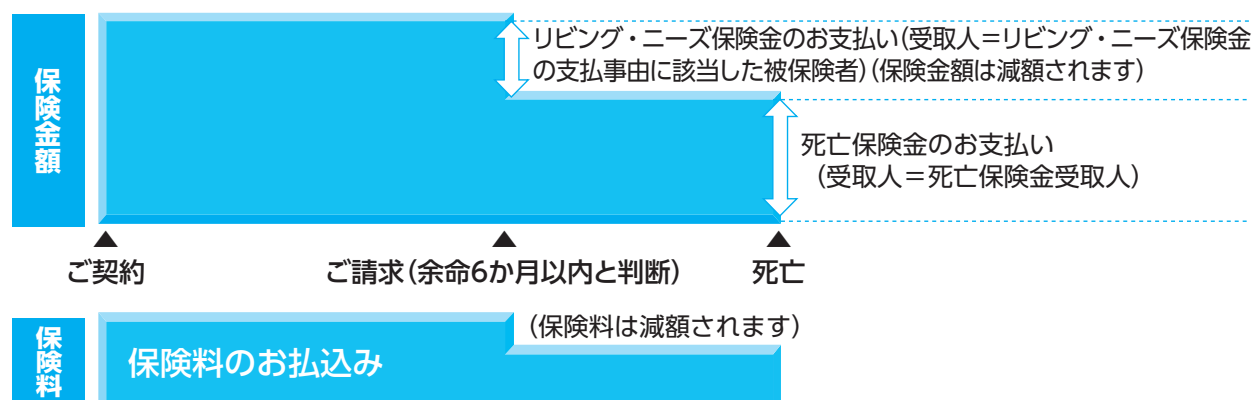 保険金額
リビング・ニーズ保険金のお支払い(受取人＝リビング・ニーズ保険金
の支払事由に該当した被保険者)(保険金額は減額されます)
死亡保険金のお支払い
(受取人＝死亡保険金受取人)
ご契約
ご請求(余命6か月以内と判断)
死亡
保険料
(保険料は減額されます)
保険料のお払込み